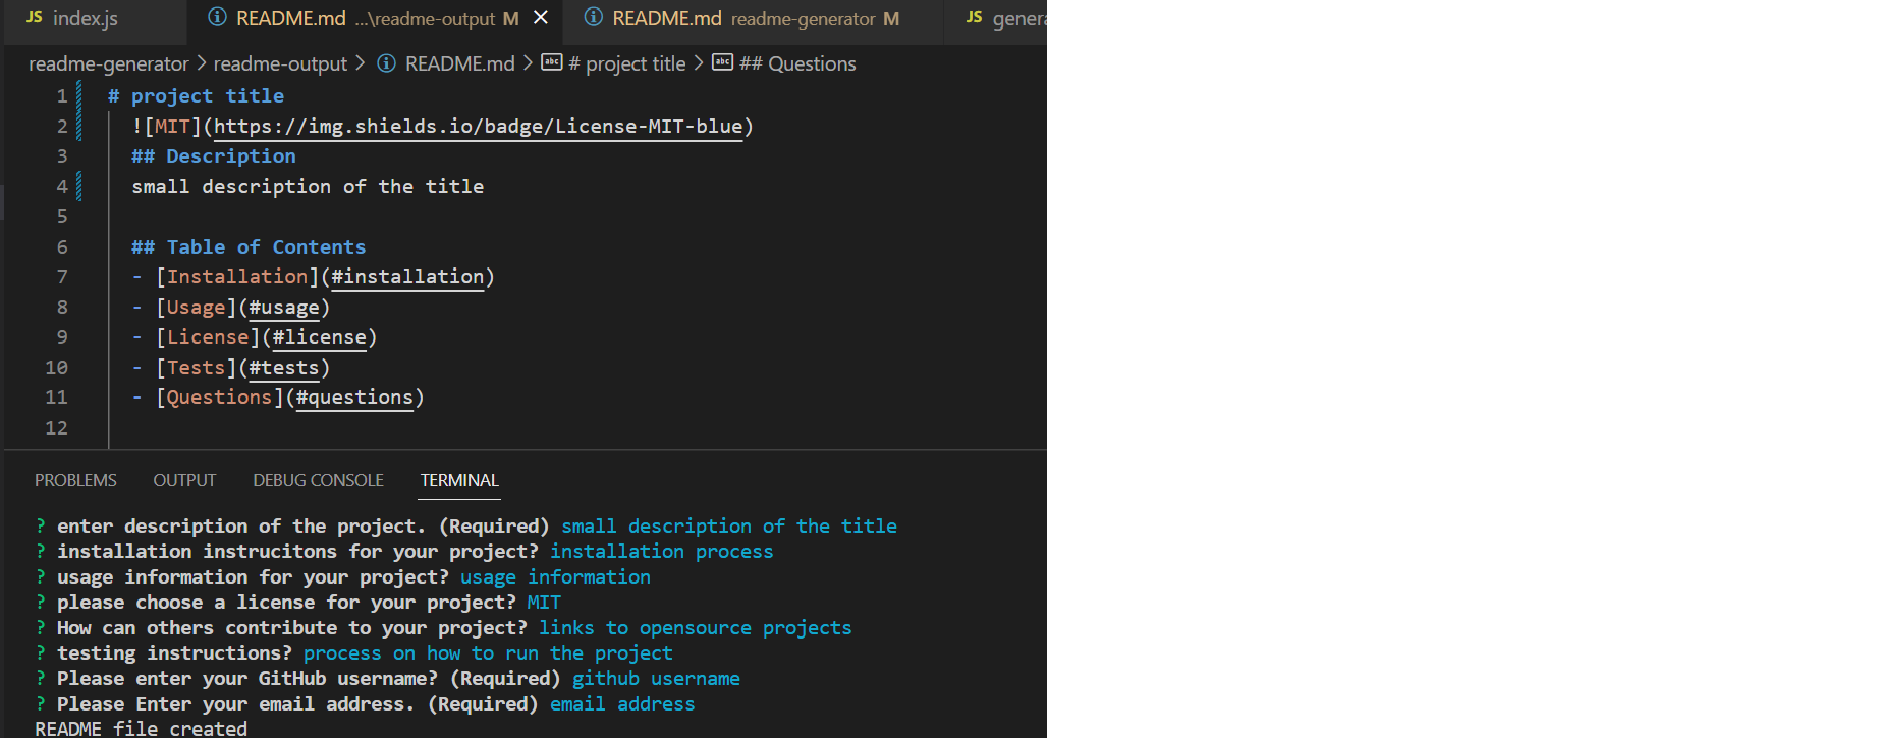 JS index.js README.md ...\readme-output M README.md readme-generator M JS genera
readme-generator > readme-output > README.md > abc # project title > abc ## Questions
1 # project title
2 ![MIT](https://img.shields.io/badge/License-MIT-blue)
3 ## Description
4 small description of the title
5
6 ## Table of Contents
7 - [Installation](#installation)
8 - [Usage](#usage)
9 - [License](#license)
10 - [Tests](#tests)
11 - [Questions](#questions)
12
PROBLEMS OUTPUT DEBUG CONSOLE TERMINAL
? enter description of the project. (Required) small description of the title
? installation instrucitons for your project? installation process
? usage information for your project? usage information
? please choose a license for your project? MIT
? How can others contribute to your project? links to opensource projects
? testing instructions? process on how to run the project
? Please enter your GitHub username? (Required) github username
? Please Enter your email address. (Required) email address
README file created